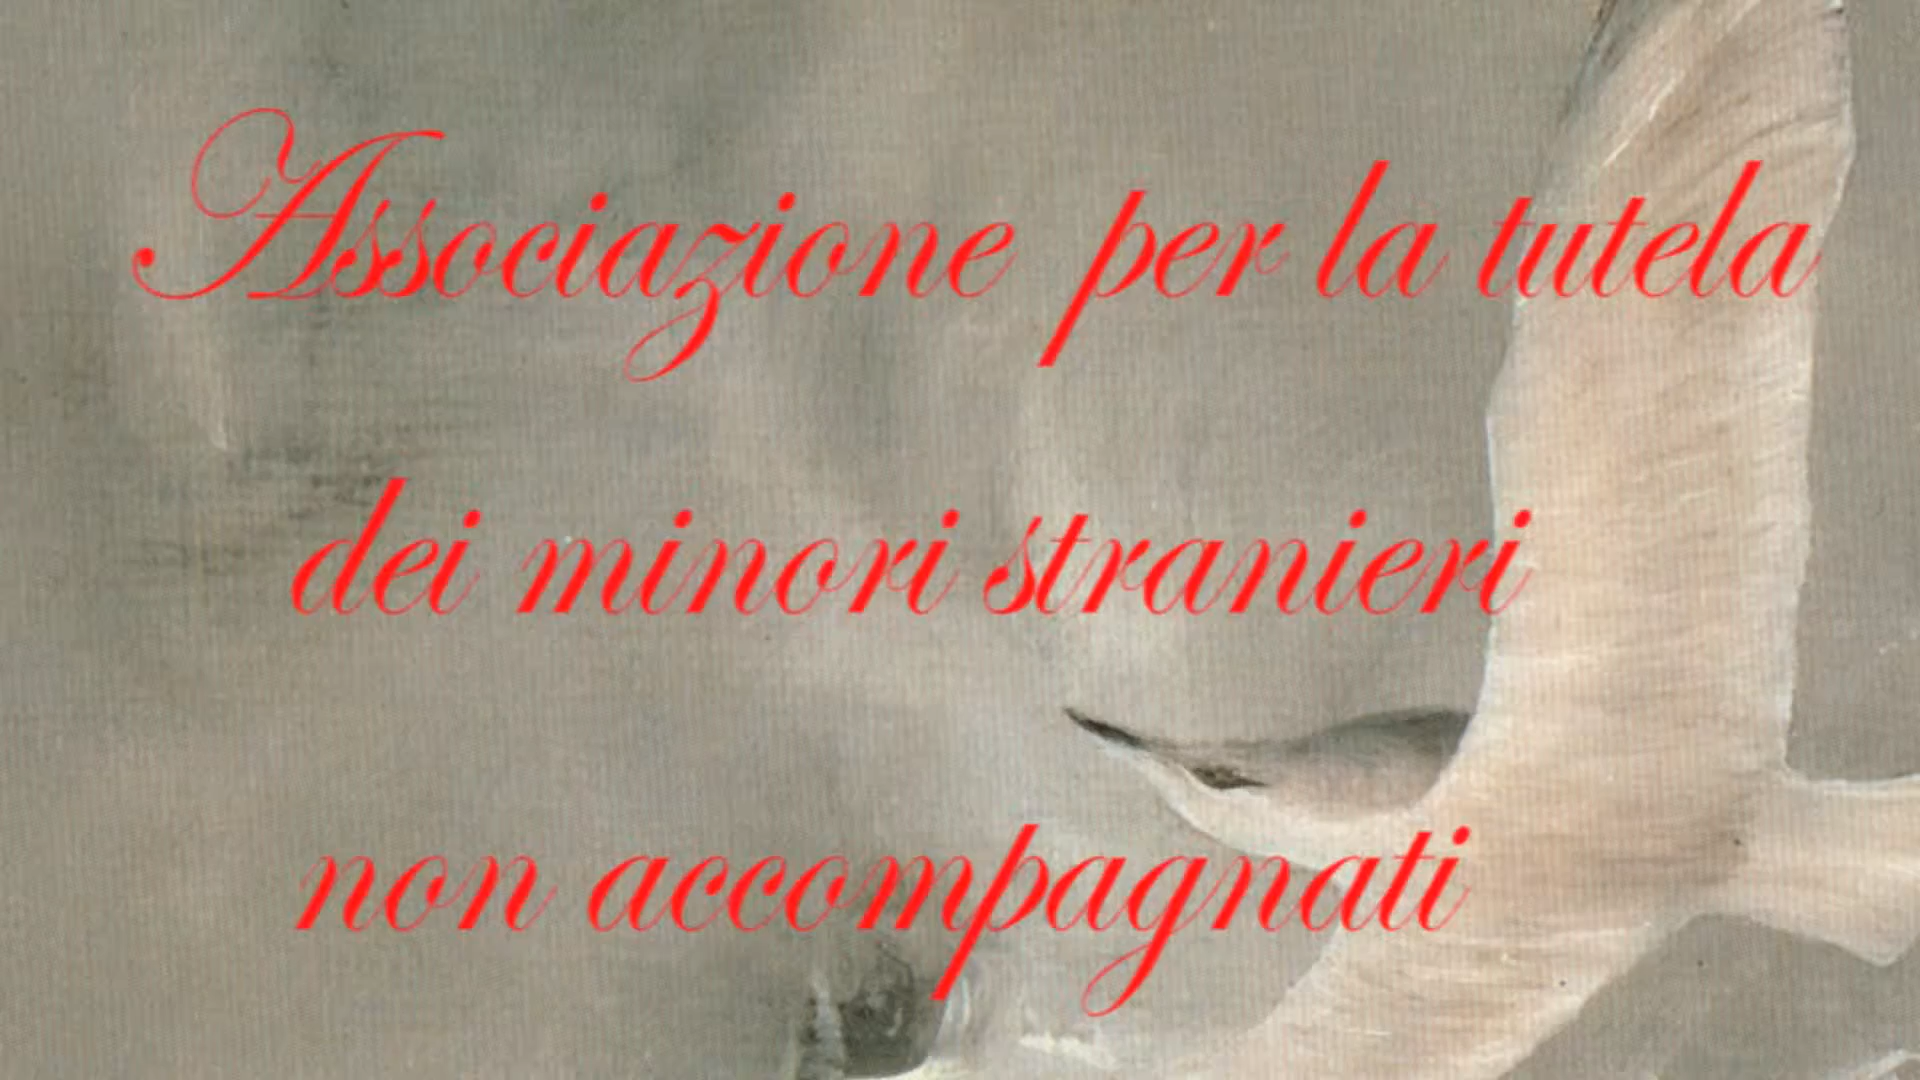 Associazione per la tutela
dei minori stranieri
non accompagnati